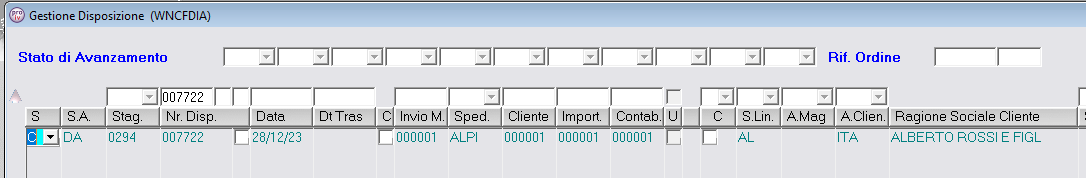 Gestione Disposizione (WNCFDIA)
Stato di Avanzamento Rif. Ordine
007722
S S.A. Stag. Nr. Disp. Data Dt Tras C Invio M. Sped. Cliente Import. Contab. U C S.Lin. A.Mag A.Clien. Ragione Sociale Cliente S
C DA 0294 007722 28/12/23 000001 ALPI 000001 000001 000001 AL ITA ALBERTO ROSSI E FIGL